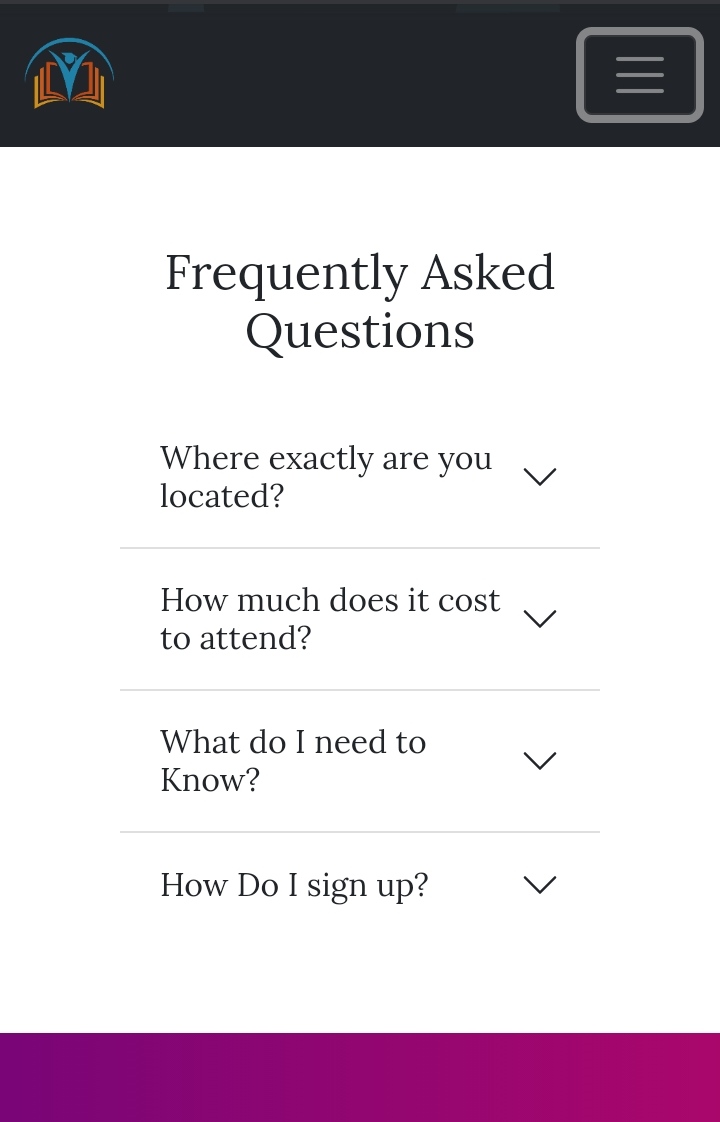 Frequently Asked
Questions
Where exactly are you
located?
How much does it cost
to attend?
What do I need to
Know?
How Do I sign up?